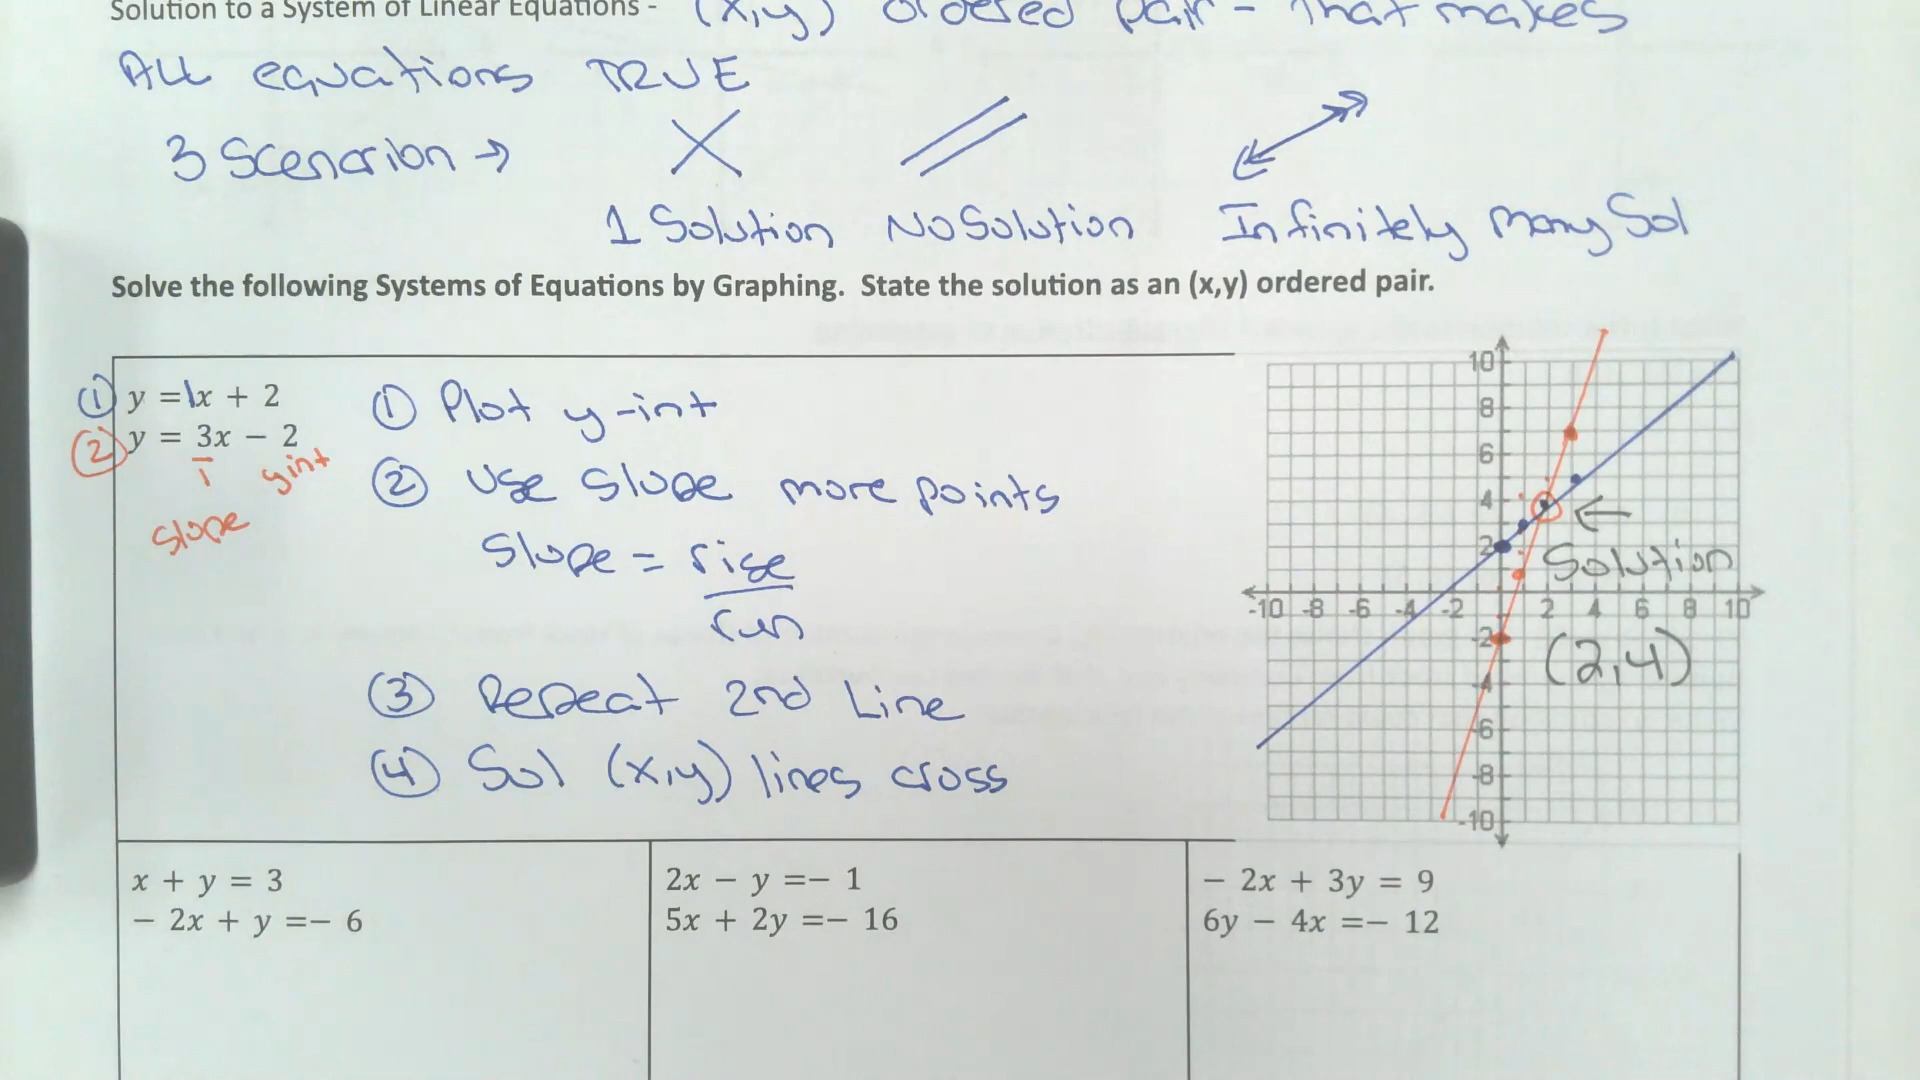 Solution to a System of Linear Equations - (x,y) ordered pair - that makes
ALL equations TRUE
3 Scenarion →
1 Solution No Solution Infinitely Many Sol
Solve the following Systems of Equations by Graphing. State the solution as an (x,y) ordered pair.
① y = 1x + 2
② y = 3x − 2
1 yint
slope
① Plot y-int
② Use Slope more points
Slope = rise
run
③ Repeat 2nd Line
④ Sol (x,y) lines cross
10
8
6
4
2
-10 -8 -6 -4 -2 2 4 6 8 10
-2
-4
-6
-8
-10
Solution
(2,4)
x + y = 3
− 2x + y =− 6
2x − y =− 1
5x + 2y =− 16
− 2x + 3y = 9
6y − 4x =− 12